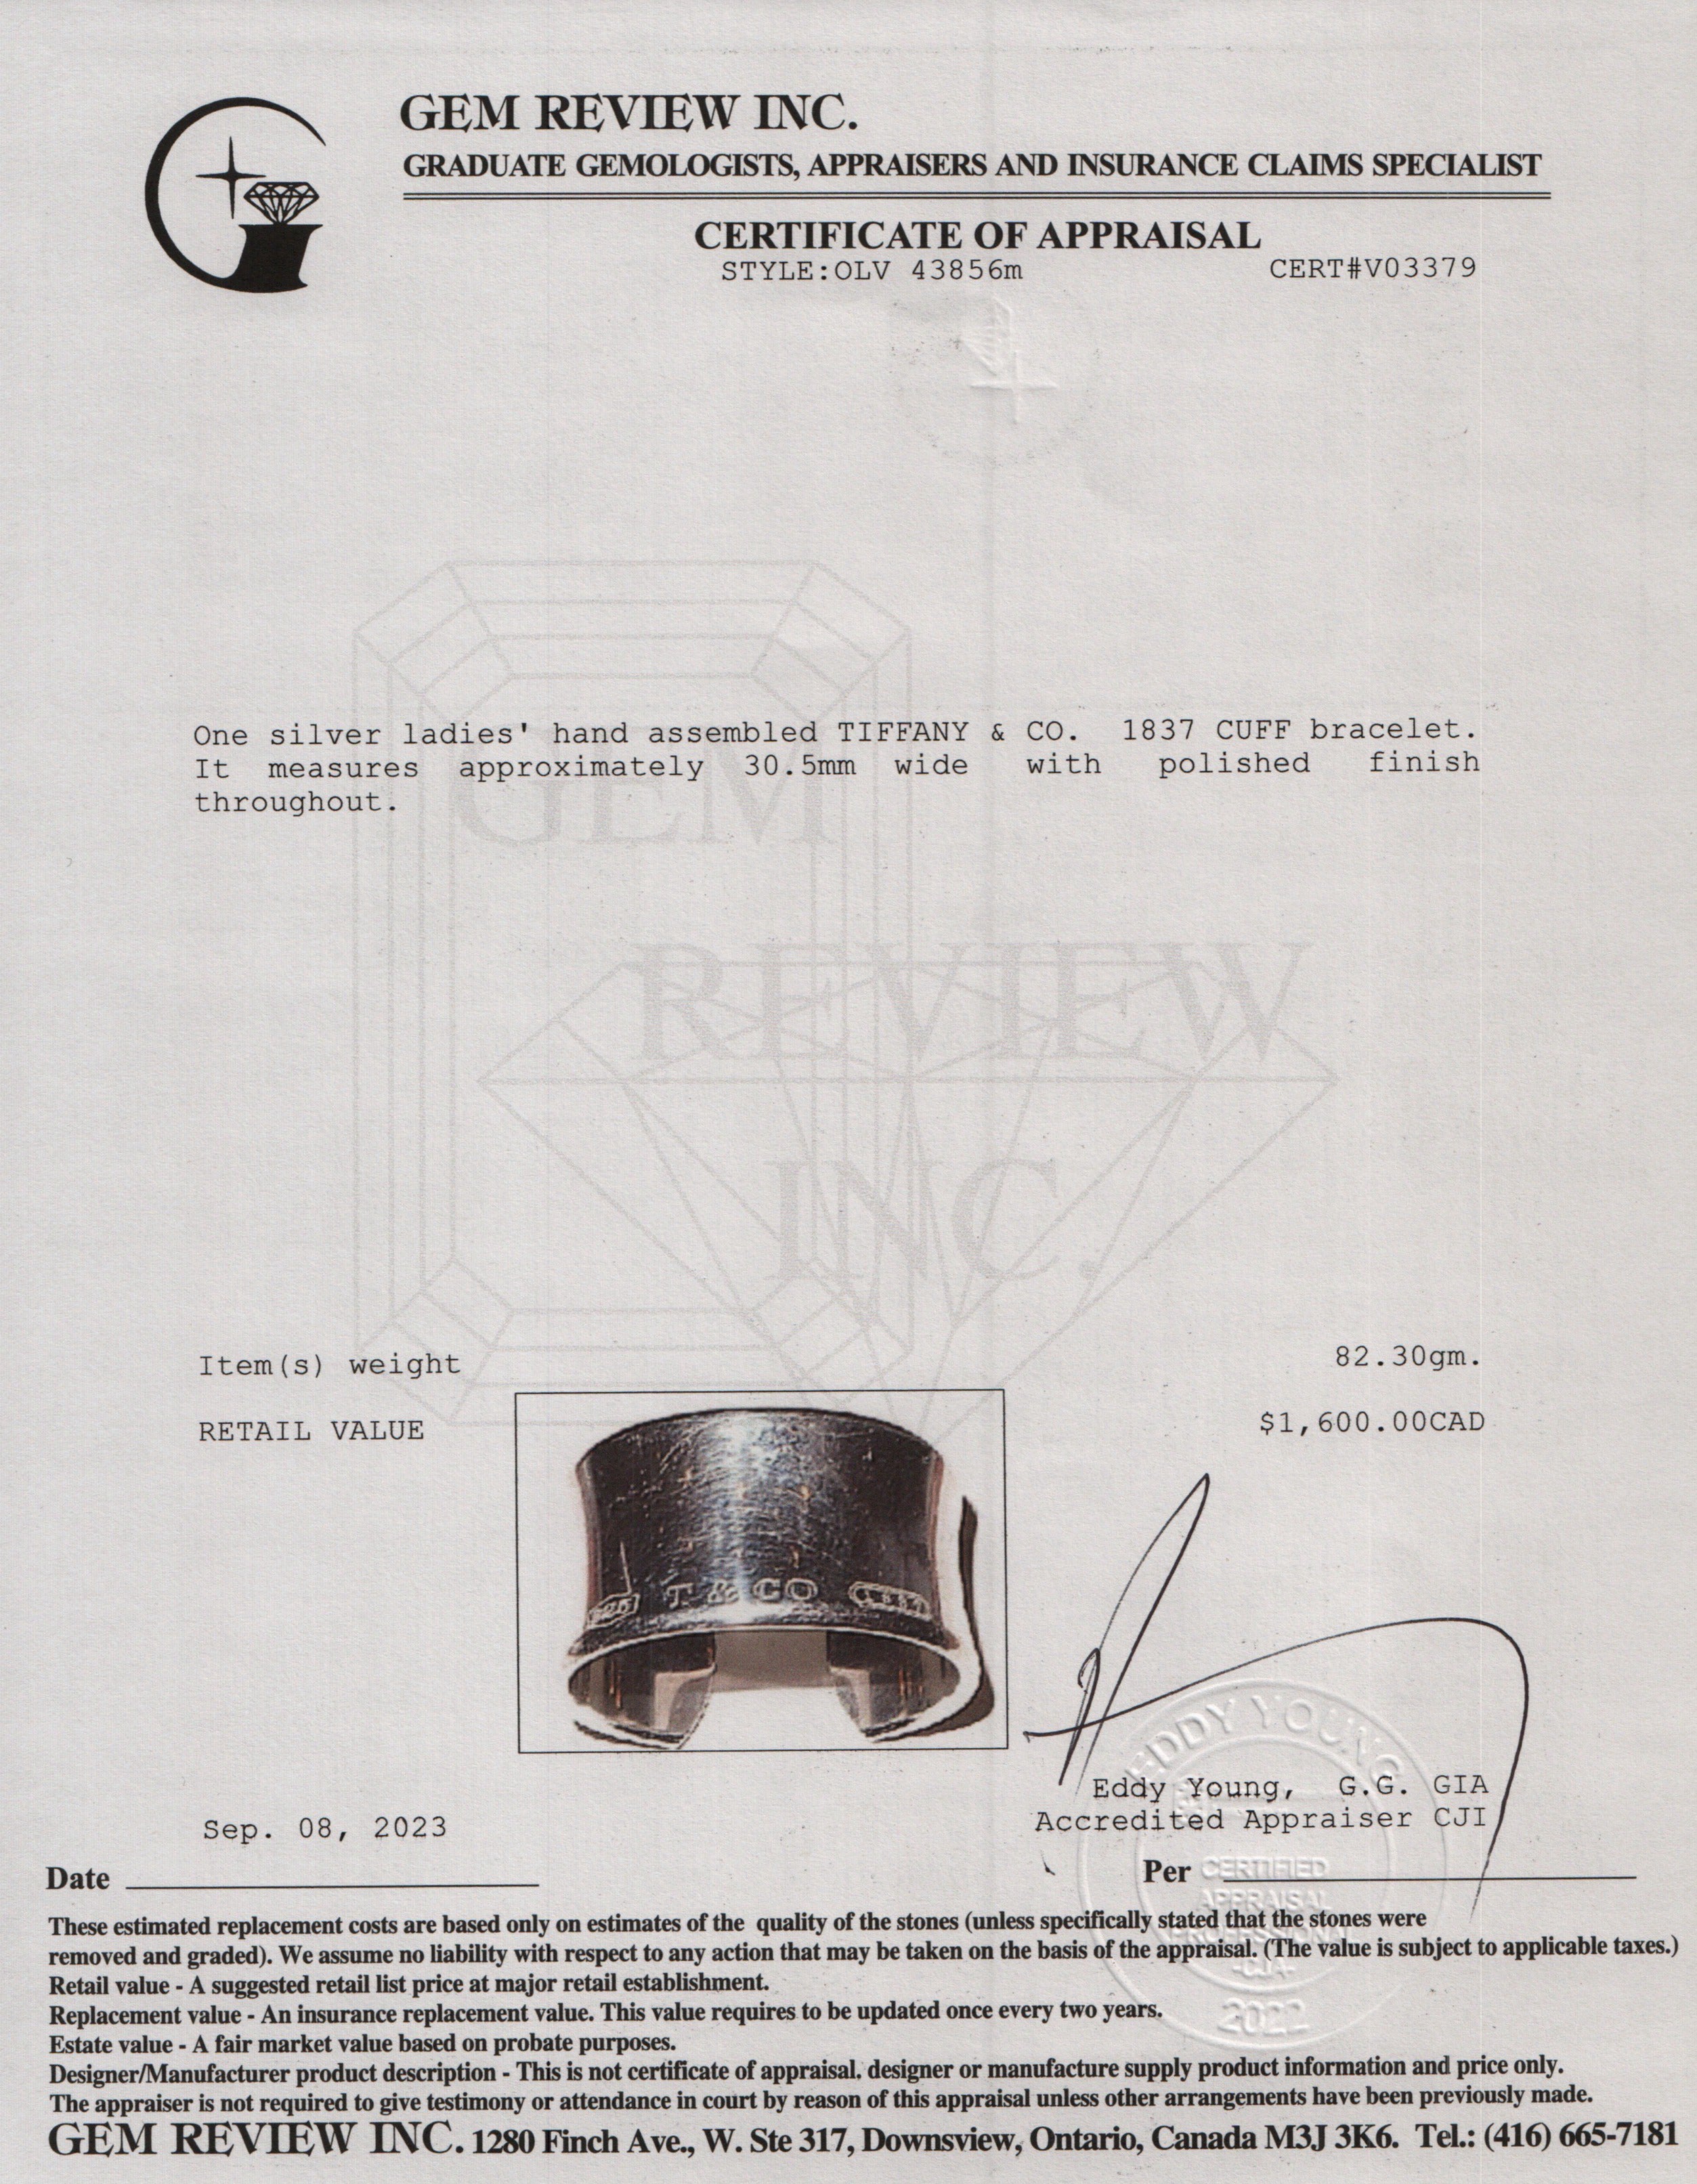 GEM REVIEW INC.
GRADUATE GEMOLOGISTS, APPRAISERS AND INSURANCE CLAIMS SPECIALIST
CERTIFICATE OF APPRAISAL
STYLE:OLV 43856m CERT#V03379
One silver ladies' hand assembled TIFFANY & CO. 1837 CUFF bracelet.
It measures approximately 30.5mm wide with polished finish
throughout.
GEM
REVIEW
INC.
Item(s) weight 82.30gm.
RETAIL VALUE $1,600.00CAD
925 T & CO 1837
EDDY YOUNG
Eddy Young, G.G. GIA
Accredited Appraiser CJI
Sep. 08, 2023
Date
Per
CERTIFIED
APPRAISAL
PROFESSIONAL
-CJA-
2022
These estimated replacement costs are based only on estimates of the quality of the stones (unless specifically stated that the stones were
removed and graded). We assume no liability with respect to any action that may be taken on the basis of the appraisal. (The value is subject to applicable taxes.)
Retail value - A suggested retail list price at major retail establishment.
Replacement value - An insurance replacement value. This value requires to be updated once every two years.
Estate value - A fair market value based on probate purposes.
Designer/Manufacturer product description - This is not certificate of appraisal. designer or manufacture supply product information and price only.
The appraiser is not required to give testimony or attendance in court by reason of this appraisal unless other arrangements have been previously made.
GEM REVIEW INC. 1280 Finch Ave., W. Ste 317, Downsview, Ontario, Canada M3J 3K6. Tel.: (416) 665-7181